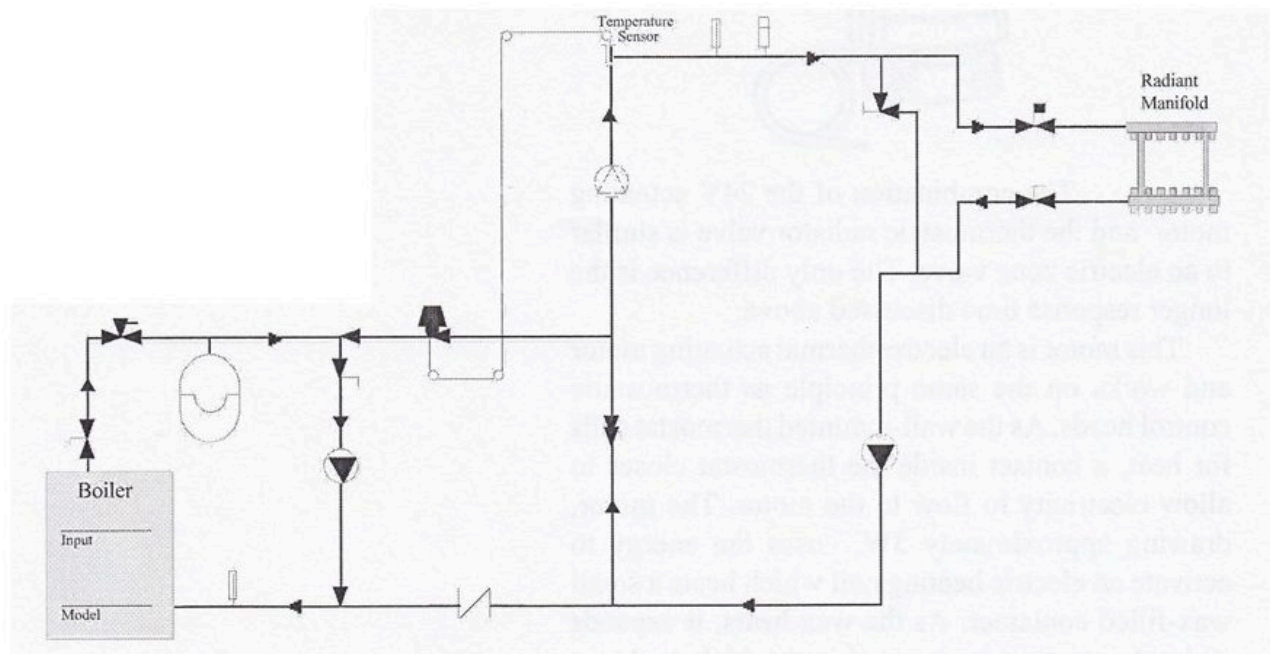 Temperature
Sensor
Radiant
Manifold
combination of the 24V actuating
motor and the thermostatic radiator valve is similar
to an electric zone valve. The only difference is the
longer response time discussed above.
This motor is an electro-thermal actuating motor
and works on the same principle as thermostatic
control heads. As the wall-mounted thermostat calls
for heat, a contact inside the thermostat closes to
allow electricity to flow to the motor. The motor,
drawing approximately 3W, uses the energy to
activate an electric heating coil which heats a small
wax-filled container. As the wax heats, it expands
Boiler
Input
Model